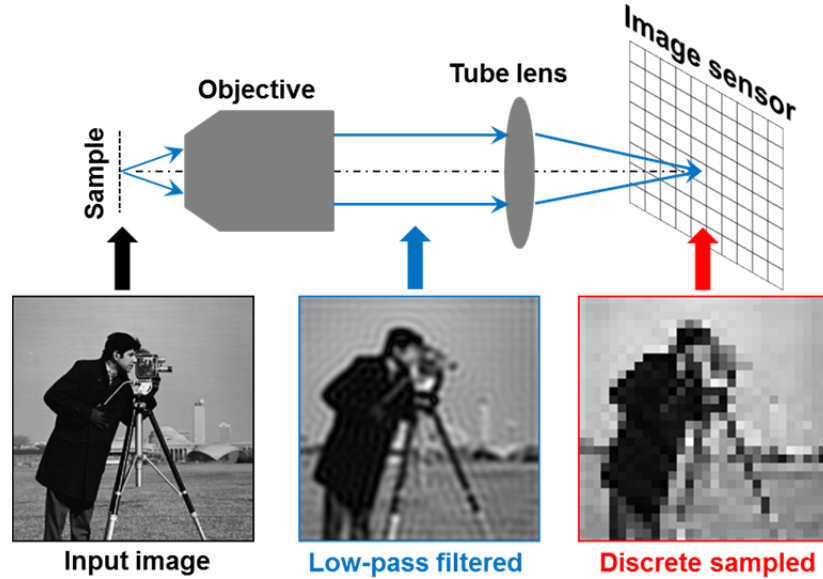 Image sensor
Tube lens
Objective
Sample
Input image
Low-pass filtered
Discrete sampled